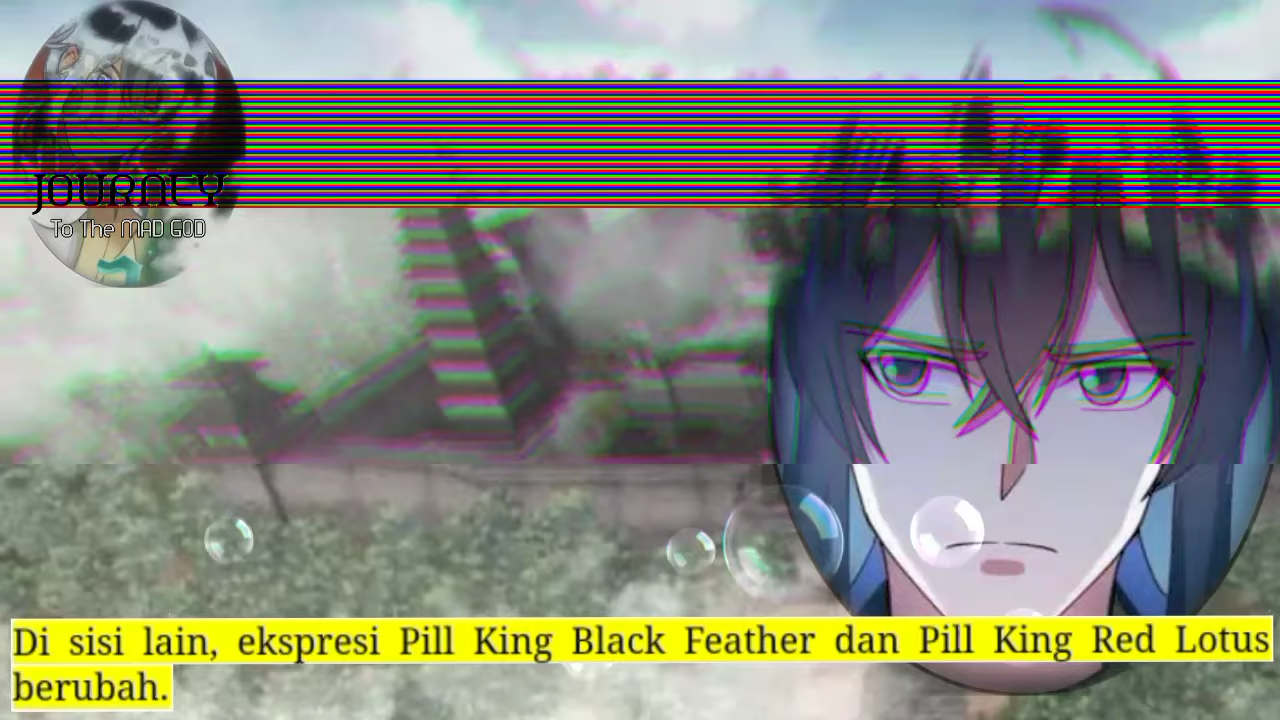 JOURNEY
To The MAD GOD
Di sisi lain, ekspresi Pill King Black Feather dan Pill King Red Lotus
berubah.